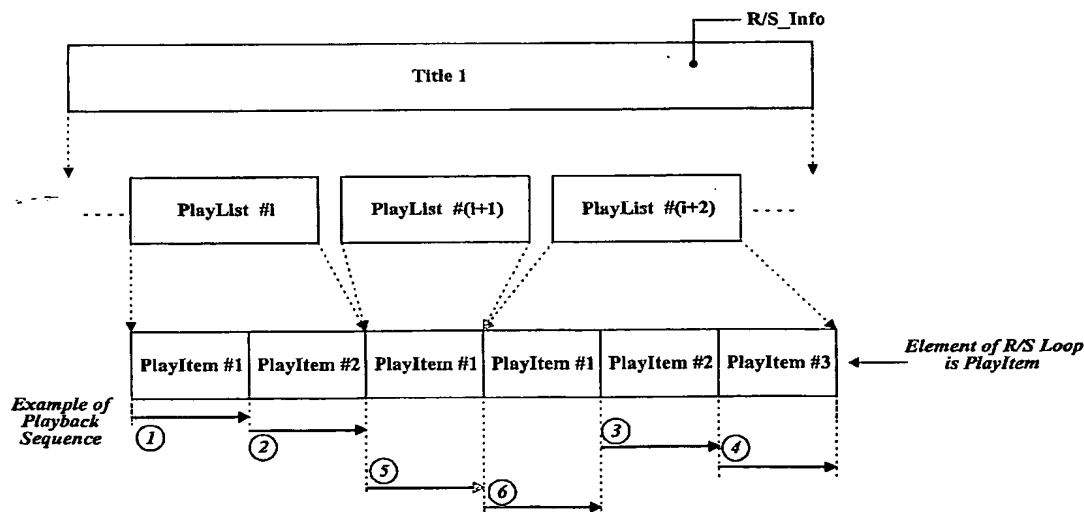 R/S_Info
Title 1
PlayList #i
PlayList #(i+1)
PlayList #(i+2)
PlayItem #1
PlayItem #2
PlayItem #1
PlayItem #1
PlayItem #2
PlayItem #3
Element of R/S Loop
is PlayItem
Example of
Playback
Sequence
1
2
3
4
5
6